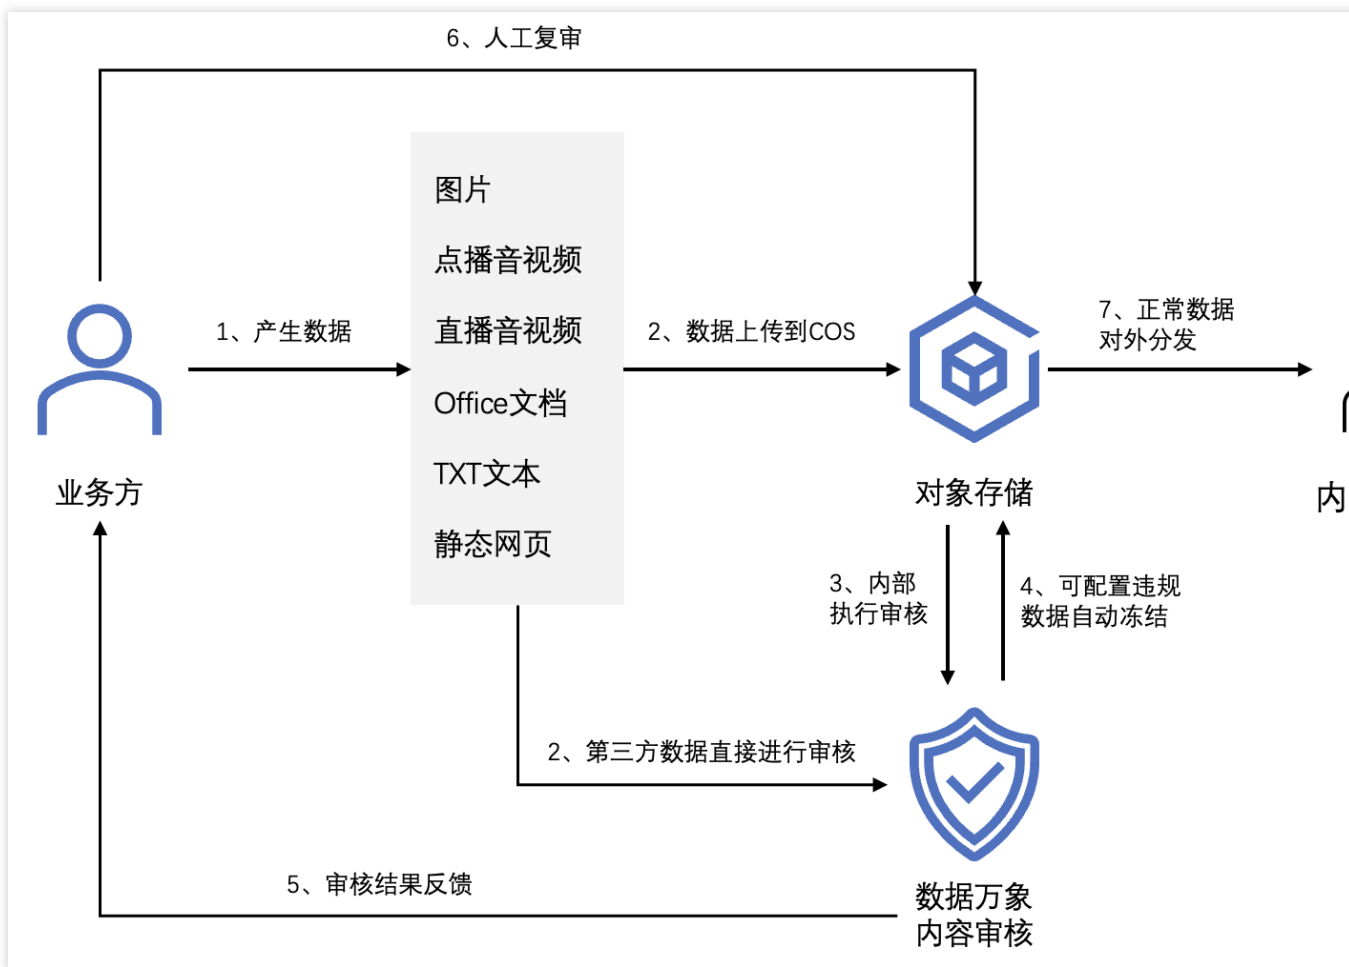 6、人工复审
图片
点播音视频
直播音视频
Office文档
TXT文本
静态网页
1、产生数据
2、数据上传到COS
7、正常数据
对外分发
业务方
对象存储
内
3、内部
执行审核
4、可配置违规
数据自动冻结
2、第三方数据直接进行审核
5、审核结果反馈
数据万象
内容审核